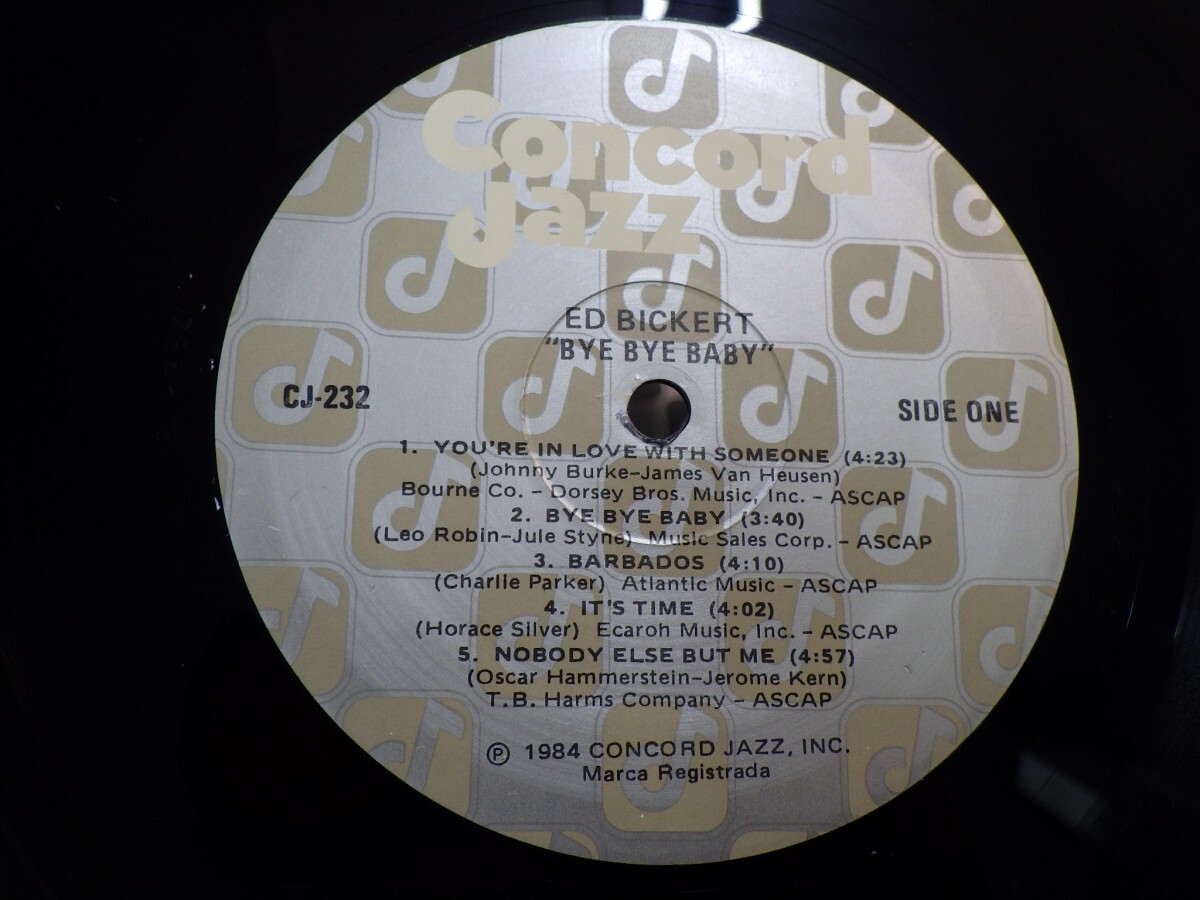 Concord
Jazz
ED BICKERT
"BYE BYE BABY"
CJ-232
SIDE ONE
1. YOU'RE IN LOVE WITH SOMEONE (4:23)
(Johnny Burke-James Van Heusen)
Bourne Co. - Dorsey Bros. Music, Inc. - ASCAP
2. BYE BYE BABY (3:40)
(Leo Robin-Jule Styne) Music Sales Corp. - ASCAP
3. BARBADOS (4:10)
(Charlie Parker) Atlantic Music - ASCAP
4. IT'S TIME (4:02)
(Horace Silver) Ecaroh Music, Inc. - ASCAP
5. NOBODY ELSE BUT ME (4:57)
(Oscar Hammerstein-Jerome Kern)
T.B. Harms Company - ASCAP
℗ 1984 CONCORD JAZZ, INC.
Marca Registrada